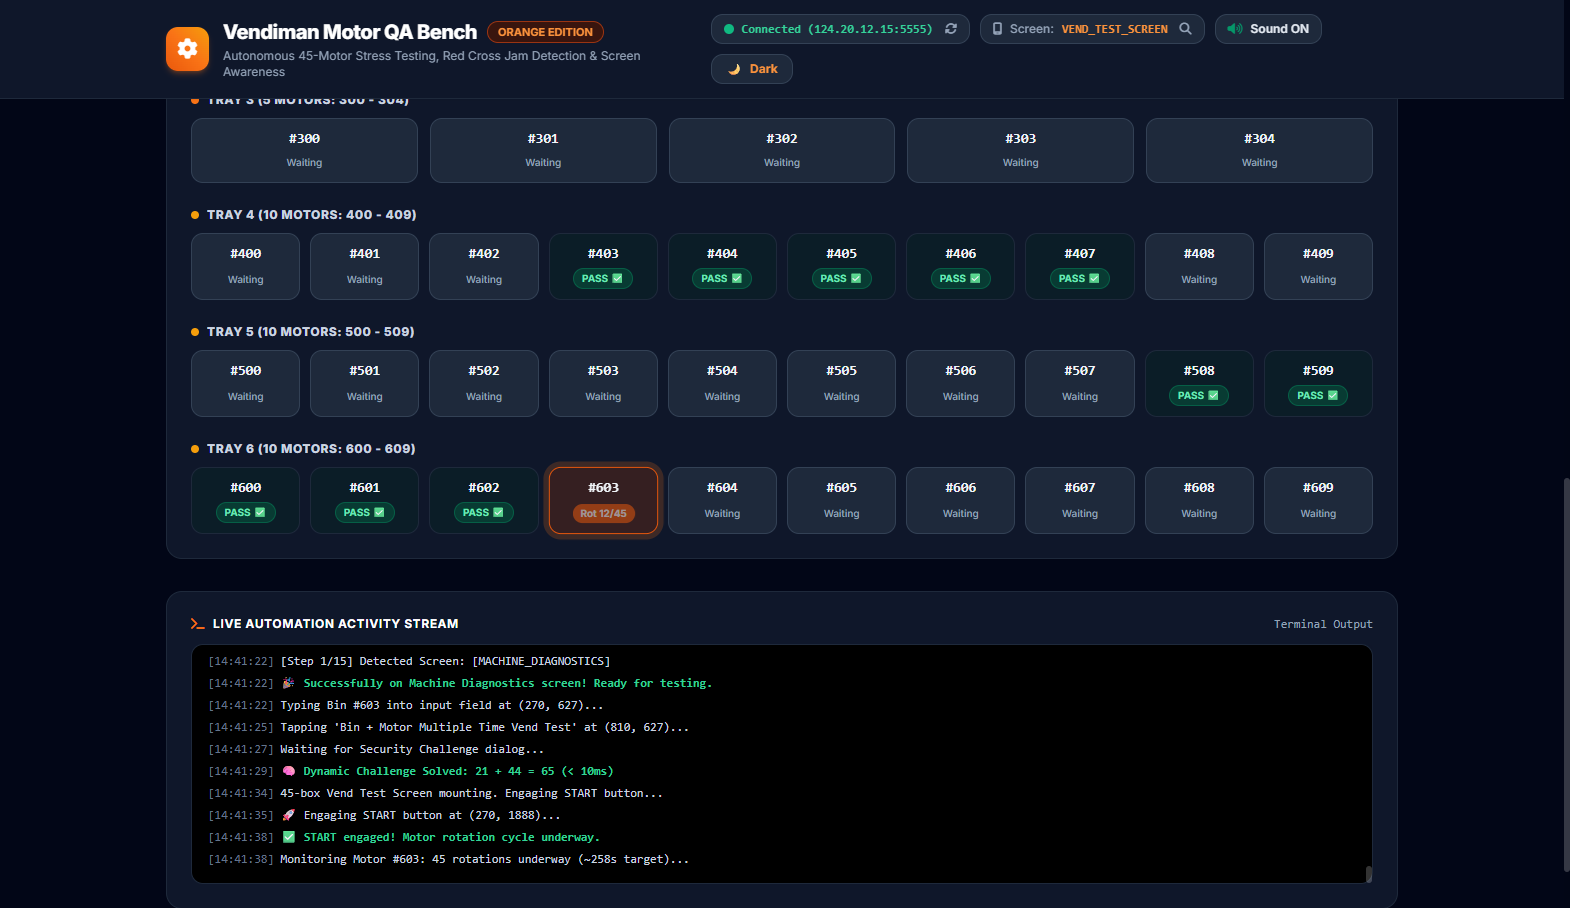 Vendiman Motor QA Bench ORANGE EDITION
Autonomous 45-Motor Stress Testing, Red Cross Jam Detection & Screen
Awareness
Connected (124.20.12.15:5555)
Screen: VEND_TEST_SCREEN
Sound ON
Dark
TRAY 3 (5 MOTORS: 300 - 304)
#300 #301 #302 #303 #304
Waiting Waiting Waiting Waiting Waiting
TRAY 4 (10 MOTORS: 400 - 409)
#400 #401 #402 #403 #404 #405 #406 #407 #408 #409
Waiting Waiting Waiting PASS ✅ PASS ✅ PASS ✅ PASS ✅ PASS ✅ Waiting Waiting
TRAY 5 (10 MOTORS: 500 - 509)
#500 #501 #502 #503 #504 #505 #506 #507 #508 #509
Waiting Waiting Waiting Waiting Waiting Waiting Waiting Waiting PASS ✅ PASS ✅
TRAY 6 (10 MOTORS: 600 - 609)
#600 #601 #602 #603 #604 #605 #606 #607 #608 #609
PASS ✅ PASS ✅ PASS ✅ Rot 12/45 Waiting Waiting Waiting Waiting Waiting Waiting
LIVE AUTOMATION ACTIVITY STREAM
Terminal Output
[14:41:22] [Step 1/15] Detected Screen: [MACHINE_DIAGNOSTICS]
[14:41:22] 🎉 Successfully on Machine Diagnostics screen! Ready for testing.
[14:41:22] Typing Bin #603 into input field at (270, 627)...
[14:41:25] Tapping 'Bin + Motor Multiple Time Vend Test' at (810, 627)...
[14:41:27] Waiting for Security Challenge dialog...
[14:41:29] 🧠 Dynamic Challenge Solved: 21 + 44 = 65 (< 10ms)
[14:41:34] 45-box Vend Test Screen mounting. Engaging START button...
[14:41:35] 🚀 Engaging START button at (270, 1888)...
[14:41:38] ✅ START engaged! Motor rotation cycle underway.
[14:41:38] Monitoring Motor #603: 45 rotations underway (~258s target)...